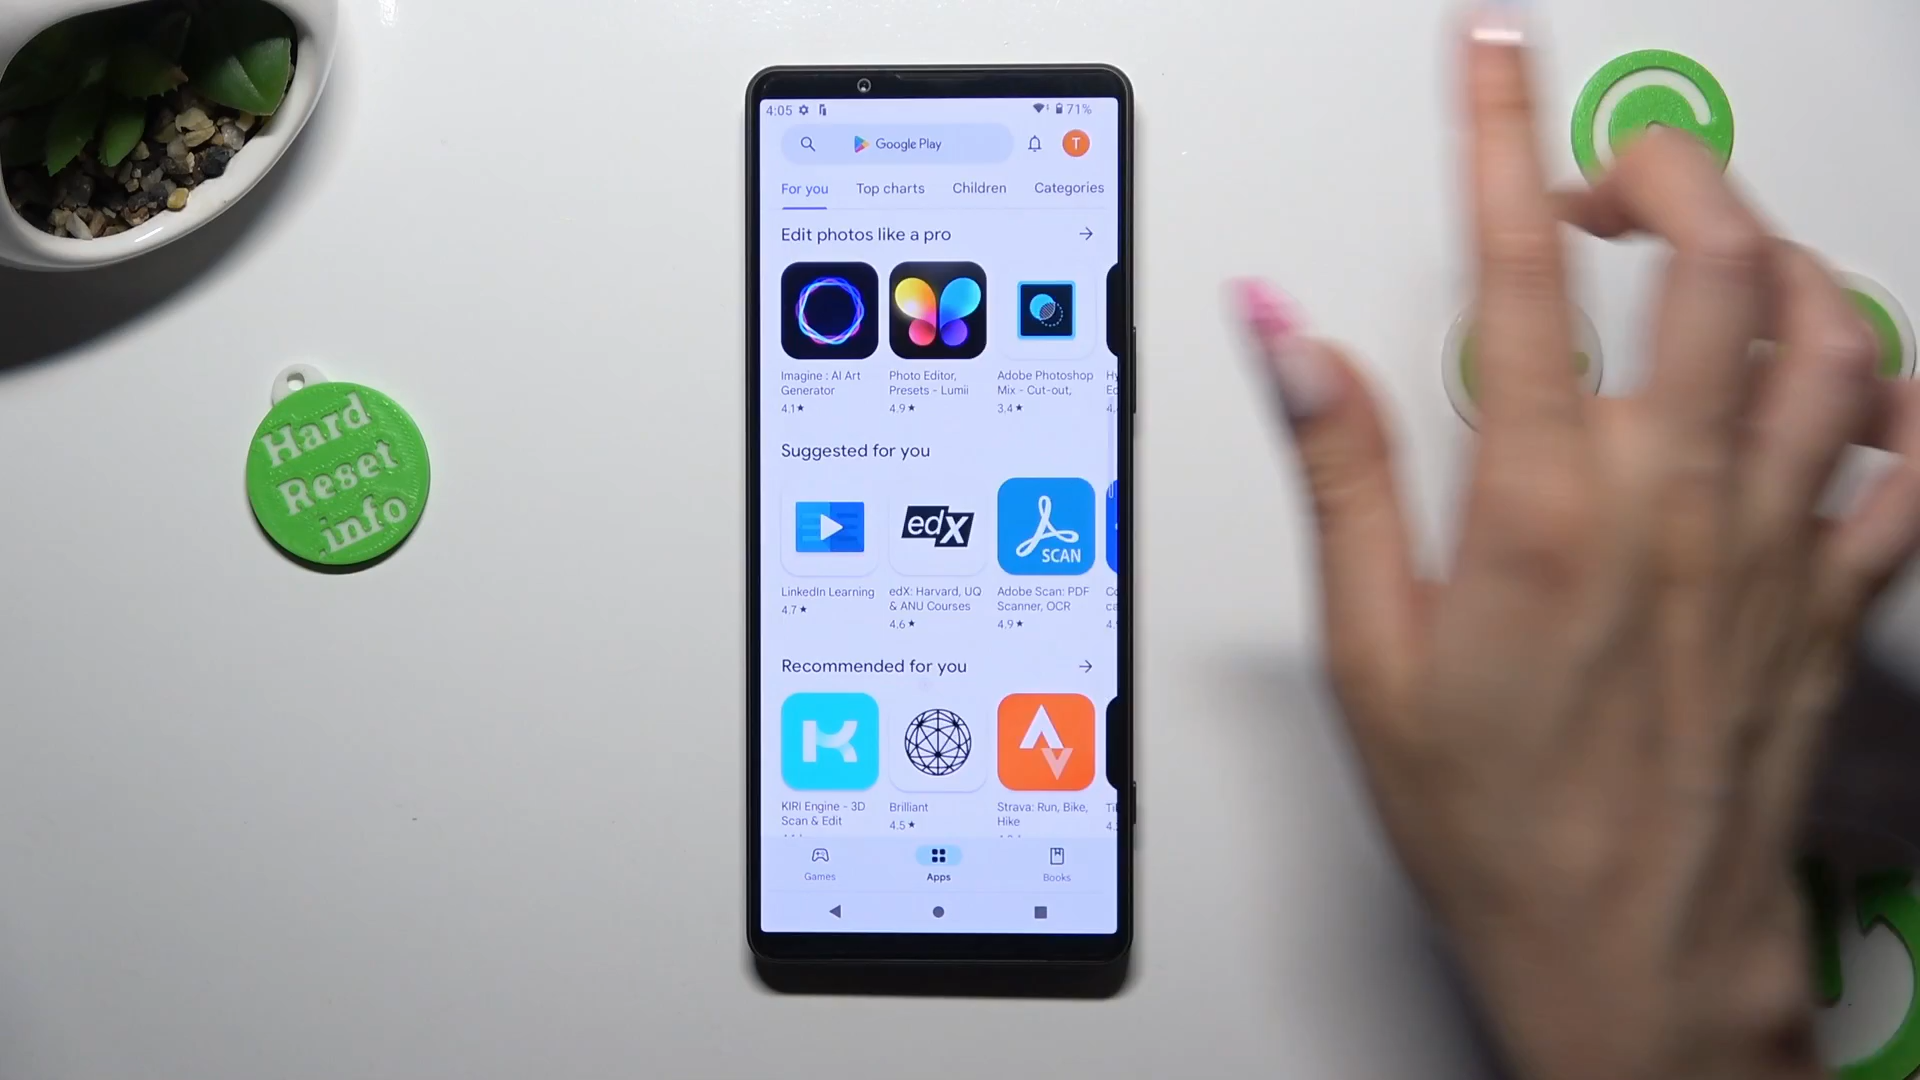 4:05
71%
Google Play
T
For you Top charts Children Categories
Edit photos like a pro
Imagine : AI Art
Generator
4.1★
Photo Editor,
Presets - Lumii
4.9★
Adobe Photoshop
Mix - Cut-out,
3.4★
Hard
Reset
.info
Suggested for you
edX
SCAN
LinkedIn Learning
4.7★
edX: Harvard, UQ
& ANU Courses
4.6★
Adobe Scan: PDF
Scanner, OCR
4.9★
Recommended for you
KIRI Engine - 3D
Scan & Edit
Brilliant
4.5★
Strava: Run, Bike,
Hike
Games
Apps
Books